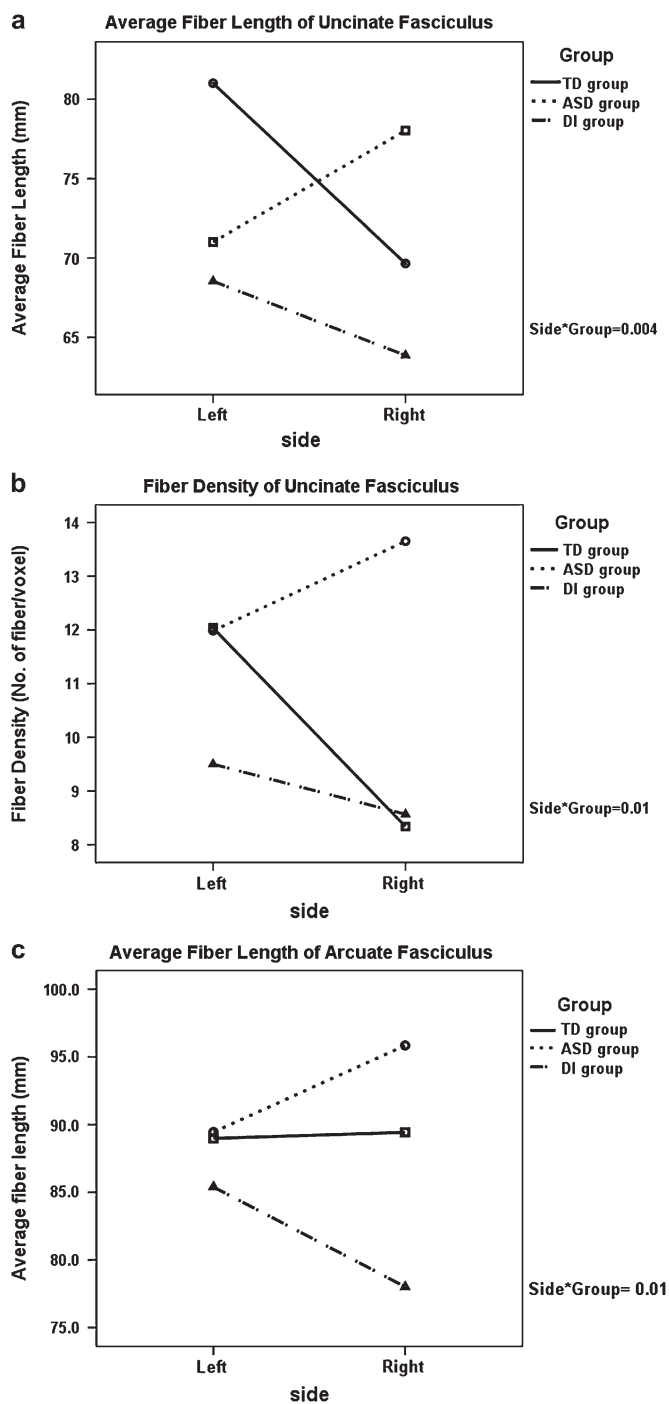 a
Average Fiber Length of Uncinate Fasciculus
Average Fiber Length (mm)
80
75
70
65
Left
Right
side
Group
TD group
ASD group
DI group
Side*Group=0.004
b
Fiber Density of Uncinate Fasciculus
Fiber Density (No. of fiber/voxel)
14
13
12
11
10
9
8
Left
Right
side
Group
TD group
ASD group
DI group
Side*Group=0.01
c
Average Fiber Length of Arcuate Fasciculus
Average fiber length (mm)
100.0
95.0
90.0
85.0
80.0
75.0
Left
Right
side
Group
TD group
ASD group
DI group
Side*Group= 0.01